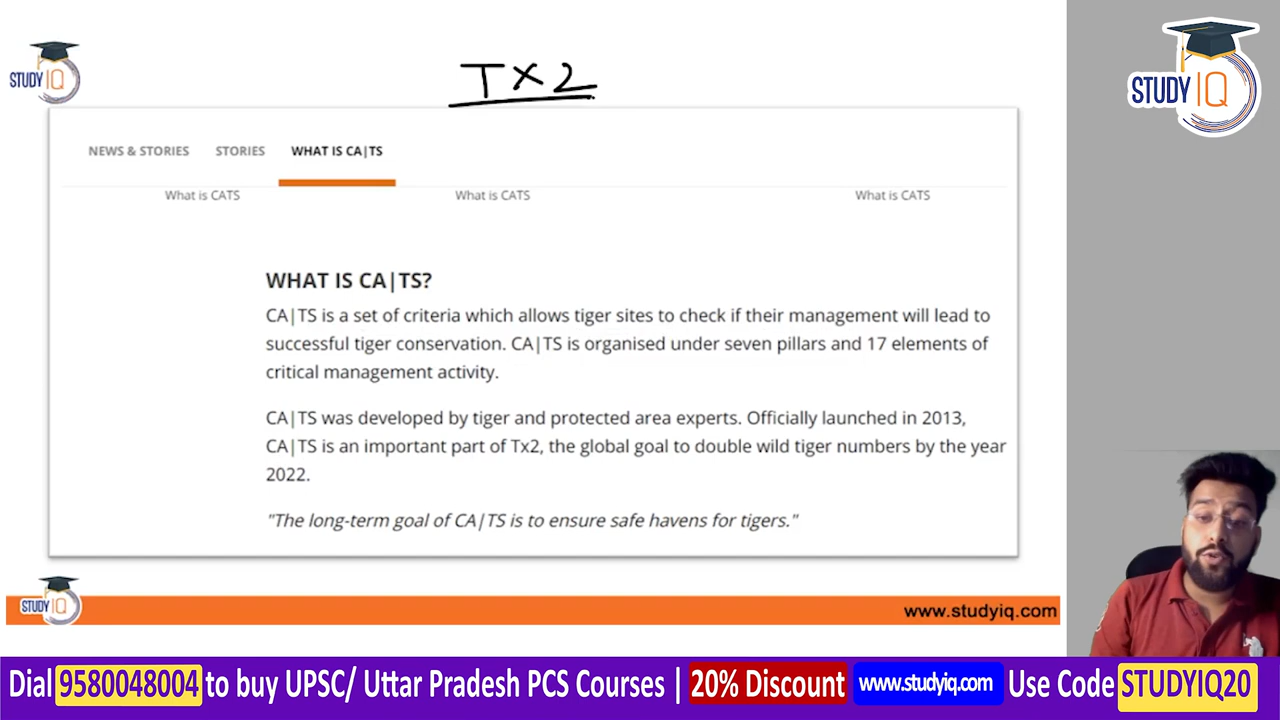 STUDY IQ
TX2
STUDY IQ
NEWS & STORIES STORIES WHAT IS CA|TS
What is CATS What is CATS What is CATS
WHAT IS CA|TS?
CA|TS is a set of criteria which allows tiger sites to check if their management will lead to
successful tiger conservation. CA|TS is organised under seven pillars and 17 elements of
critical management activity.
CA|TS was developed by tiger and protected area experts. Officially launched in 2013,
CA|TS is an important part of Tx2, the global goal to double wild tiger numbers by the year
2022.
"The long-term goal of CA|TS is to ensure safe havens for tigers."
STUDY IQ
www.studyiq.com
Dial 9580048004 to buy UPSC/ Uttar Pradesh PCS Courses | 20% Discount www.studyiq.com Use Code STUDYIQ20